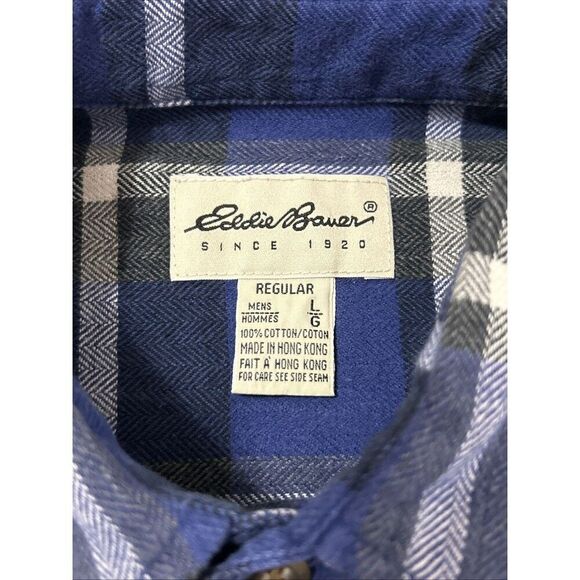 Eddie Bauer ®
SINCE 1920
REGULAR
MENS L
HOMMES G
100% COTTON/COTON
MADE IN HONG KONG
FAIT A' HONG KONG
FOR CARE SEE SIDE SEAM